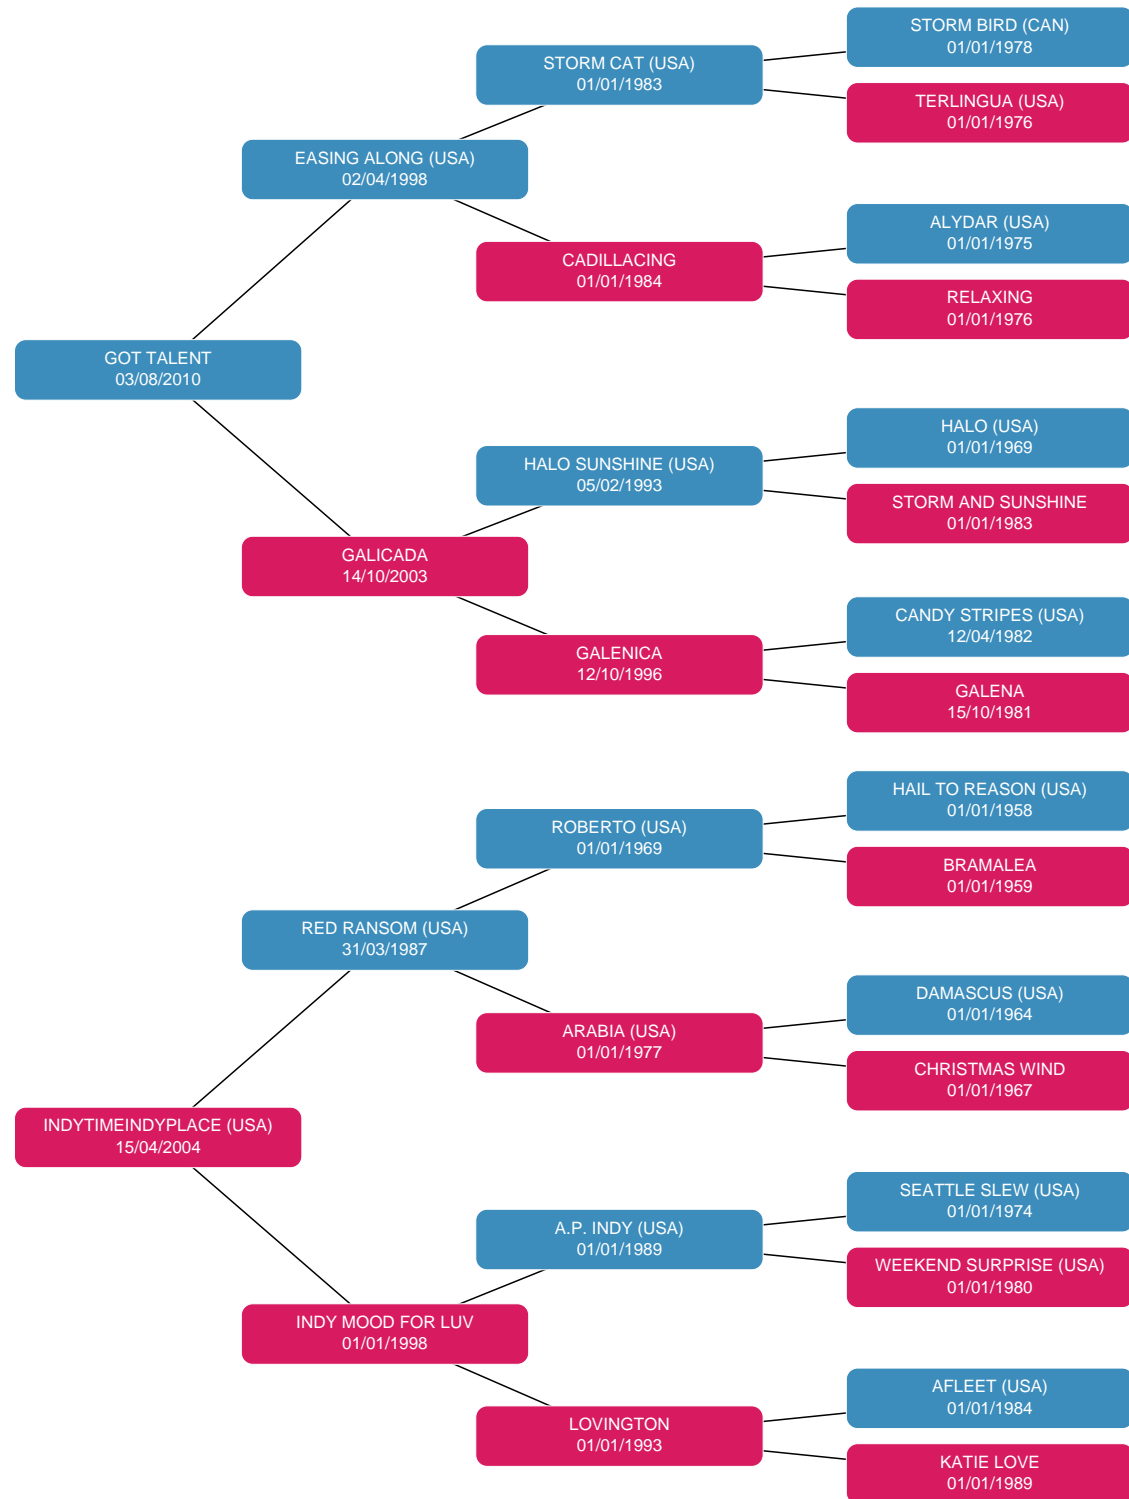 STORM BIRD (CAN)
01/01/1978
STORM CAT (USA)
01/01/1983
TERLINGUA (USA)
01/01/1976
EASING ALONG (USA)
02/04/1998
ALYDAR (USA)
01/01/1975
CADILLACING
01/01/1984
RELAXING
01/01/1976
GOT TALENT
03/08/2010
HALO (USA)
01/01/1969
HALO SUNSHINE (USA)
05/02/1993
STORM AND SUNSHINE
01/01/1983
GALICADA
14/10/2003
CANDY STRIPES (USA)
12/04/1982
GALENICA
12/10/1996
GALENA
15/10/1981
HAIL TO REASON (USA)
01/01/1958
ROBERTO (USA)
01/01/1969
BRAMALEA
01/01/1959
RED RANSOM (USA)
31/03/1987
DAMASCUS (USA)
01/01/1964
ARABIA (USA)
01/01/1977
CHRISTMAS WIND
01/01/1967
INDYTIMEINDYPLACE (USA)
15/04/2004
SEATTLE SLEW (USA)
01/01/1974
A.P. INDY (USA)
01/01/1989
WEEKEND SURPRISE (USA)
01/01/1980
INDY MOOD FOR LUV
01/01/1998
AFLEET (USA)
01/01/1984
LOVINGTON
01/01/1993
KATIE LOVE
01/01/1989